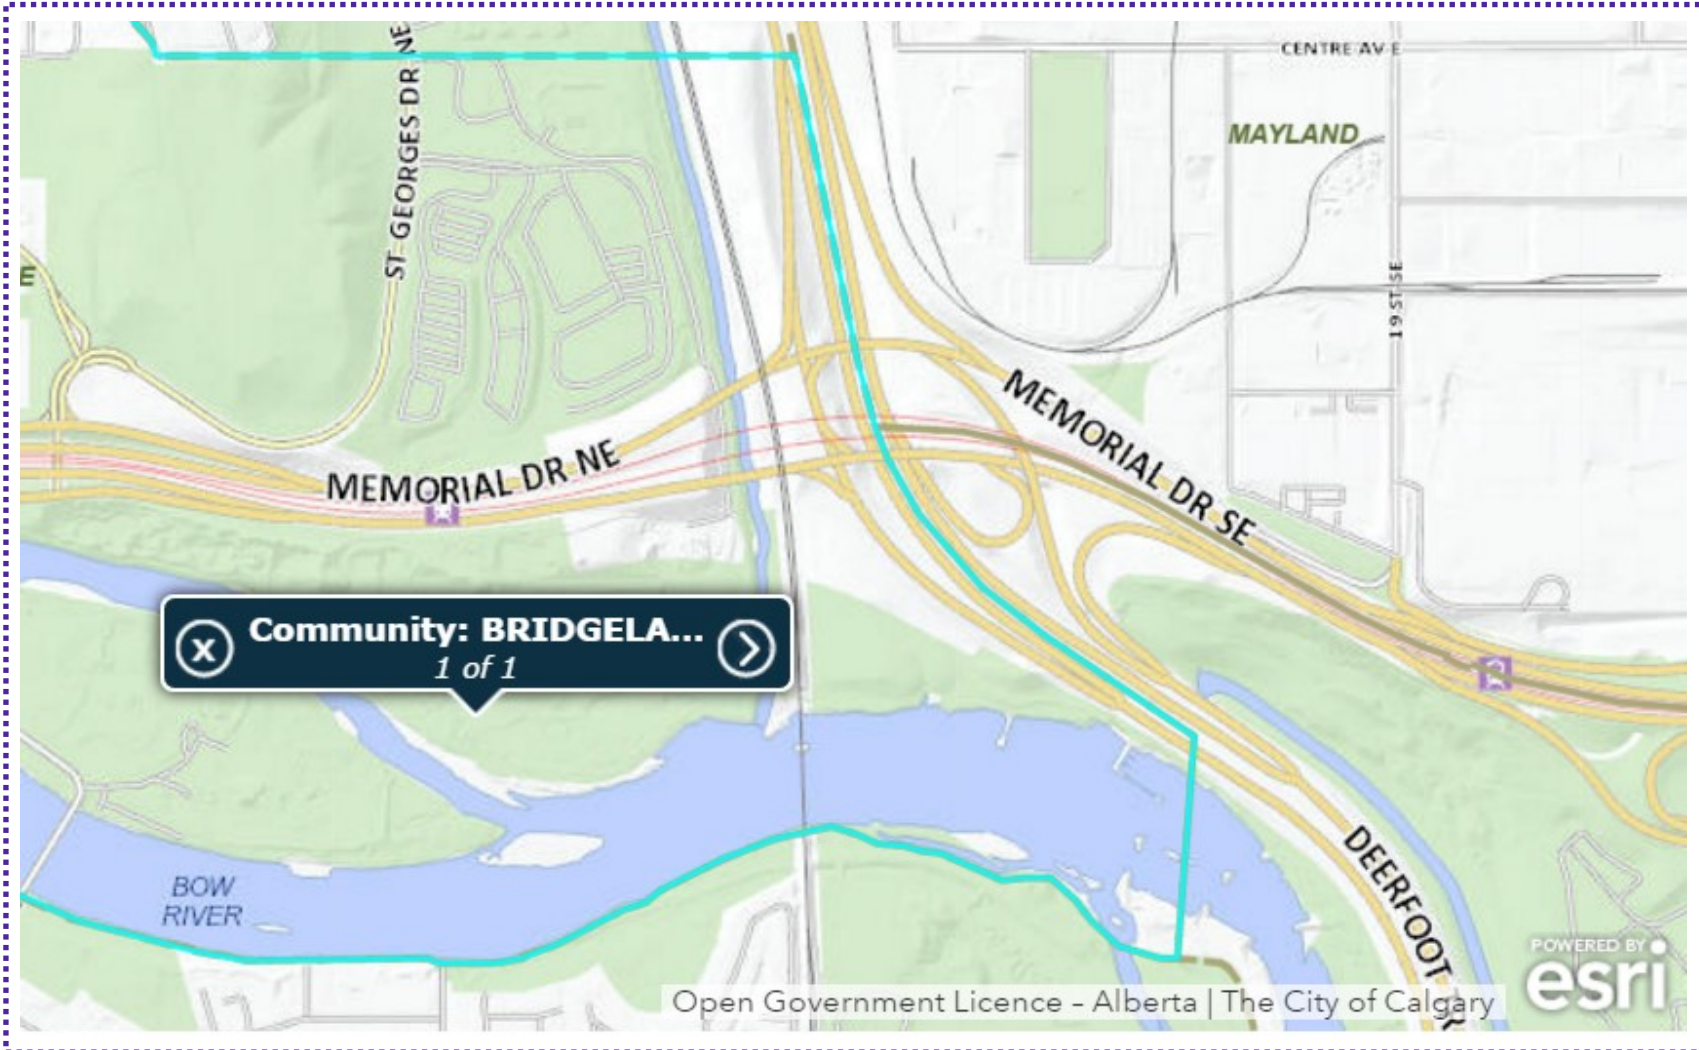 CENTRE AV E
MAYLAND
ST GEORGES DR NE
E
19 ST SE
MEMORIAL DR SE
MEMORIAL DR NE
x
Community: BRIDGELA...
1 of 1
BOW
RIVER
DEERFOOT
POWERED BY
esri
Open Government Licence – Alberta | The City of Calgary